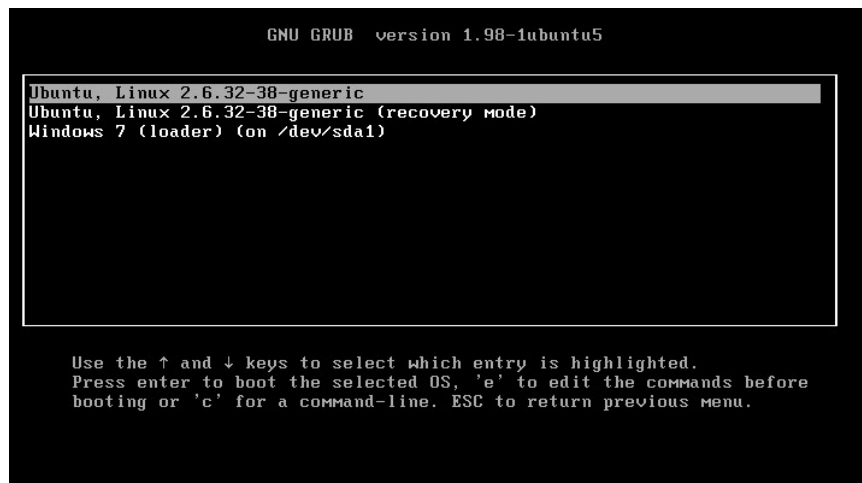 GNU GRUB version 1.98-1ubuntu5
Ubuntu, Linux 2.6.32-38-generic
Ubuntu, Linux 2.6.32-38-generic (recovery mode)
Windows 7 (loader) (on /dev/sda1)
Use the ↑ and ↓ keys to select which entry is highlighted.
Press enter to boot the selected OS, 'e' to edit the commands before
booting or 'c' for a command-line. ESC to return previous menu.